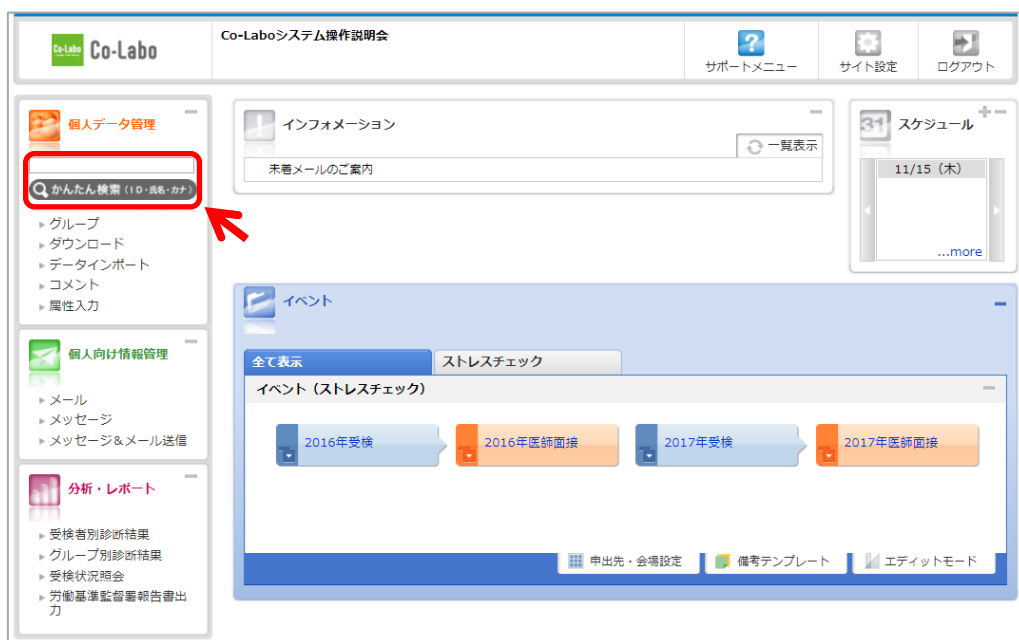 Co-Labo
Co-Labo
Co-Laboシステム操作説明会
サポートメニュー
サイト設定
ログアウト
個人データ管理
かんたん検索(ID・氏名・カナ)
グループ
ダウンロード
データインポート
コメント
属性入力
個人向け情報管理
メール
メッセージ
メッセージ&メール送信
分析・レポート
受検者別診断結果
グループ別診断結果
受検状況照会
労働基準監督署報告書出
力
インフォメーション
一覧表示
未着メールのご案内
31
スケジュール
11/15（木）
...more
イベント
全て表示
ストレスチェック
イベント（ストレスチェック）
2016年受検
2016年医師面接
2017年受検
2017年医師面接
申出先・会場設定
備考テンプレート
エディットモード